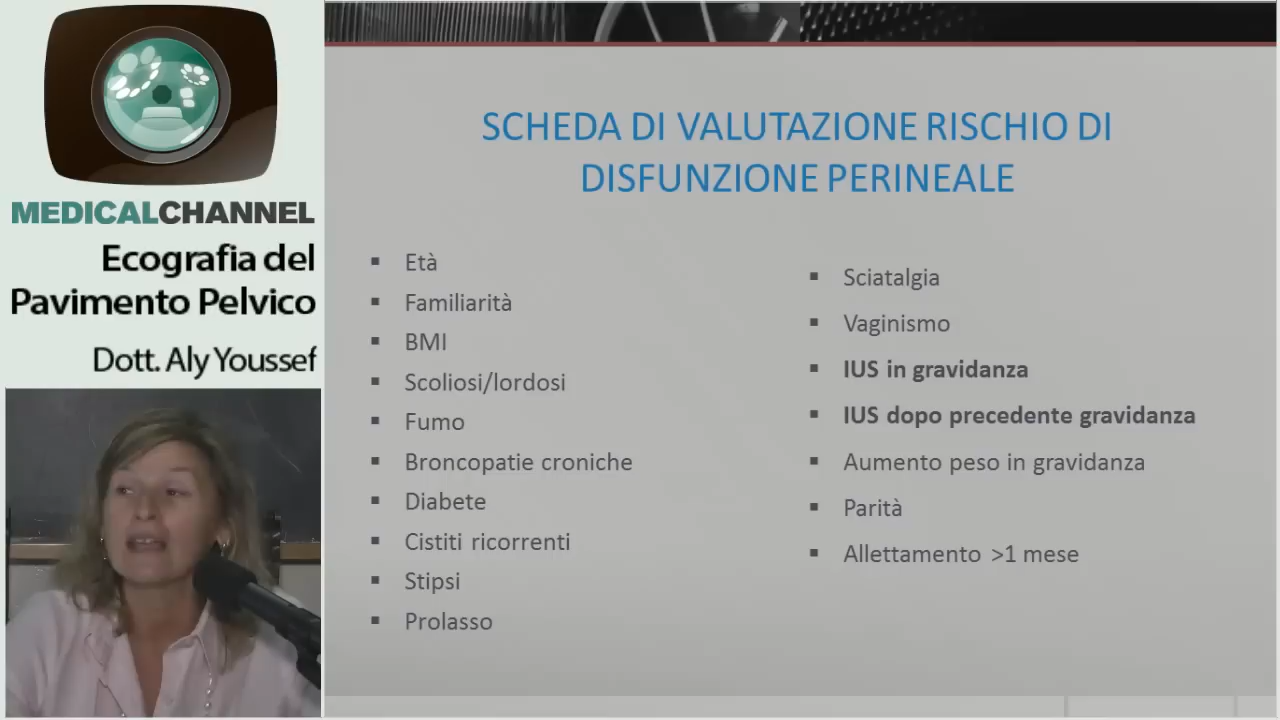 MEDICALCHANNEL
Ecografia del
Pavimento Pelvico
Dott. Aly Youssef
SCHEDA DI VALUTAZIONE RISCHIO DI
DISFUNZIONE PERINEALE
Età
Familiarità
BMI
Scoliosi/lordosi
Fumo
Broncopatie croniche
Diabete
Cistiti ricorrenti
Stipsi
Prolasso
Sciatalgia
Vaginismo
IUS in gravidanza
IUS dopo precedente gravidanza
Aumento peso in gravidanza
Parità
Allettamento >1 mese